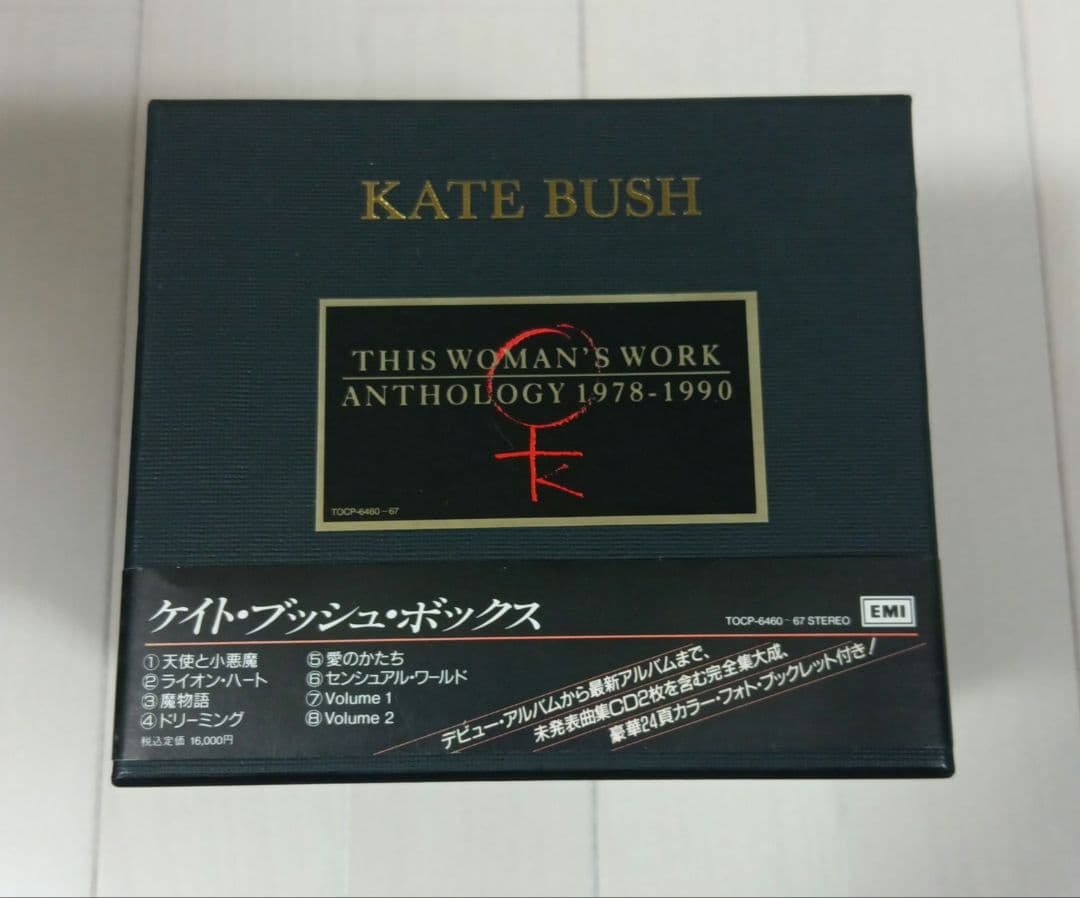 KATE BUSH
THIS WOMAN'S WORK
ANTHOLOGY 1978-1990
K
TOCP-6460~67
ケイト・ブッシュ・ボックス
TOCP-6460~67 STEREO
EMI
①天使と小悪魔
②ライオン・ハート
③魔物語
④ドリーミング
税込定価 16,000円
⑤愛のかたち
⑥センシュアル・ワールド
⑦Volume 1
⑧Volume 2
デビュー・アルバムから最新アルバムまで、
未発表曲集CD2枚を含む完全集大成、
豪華24頁カラー・フォト・ブックレット付き!